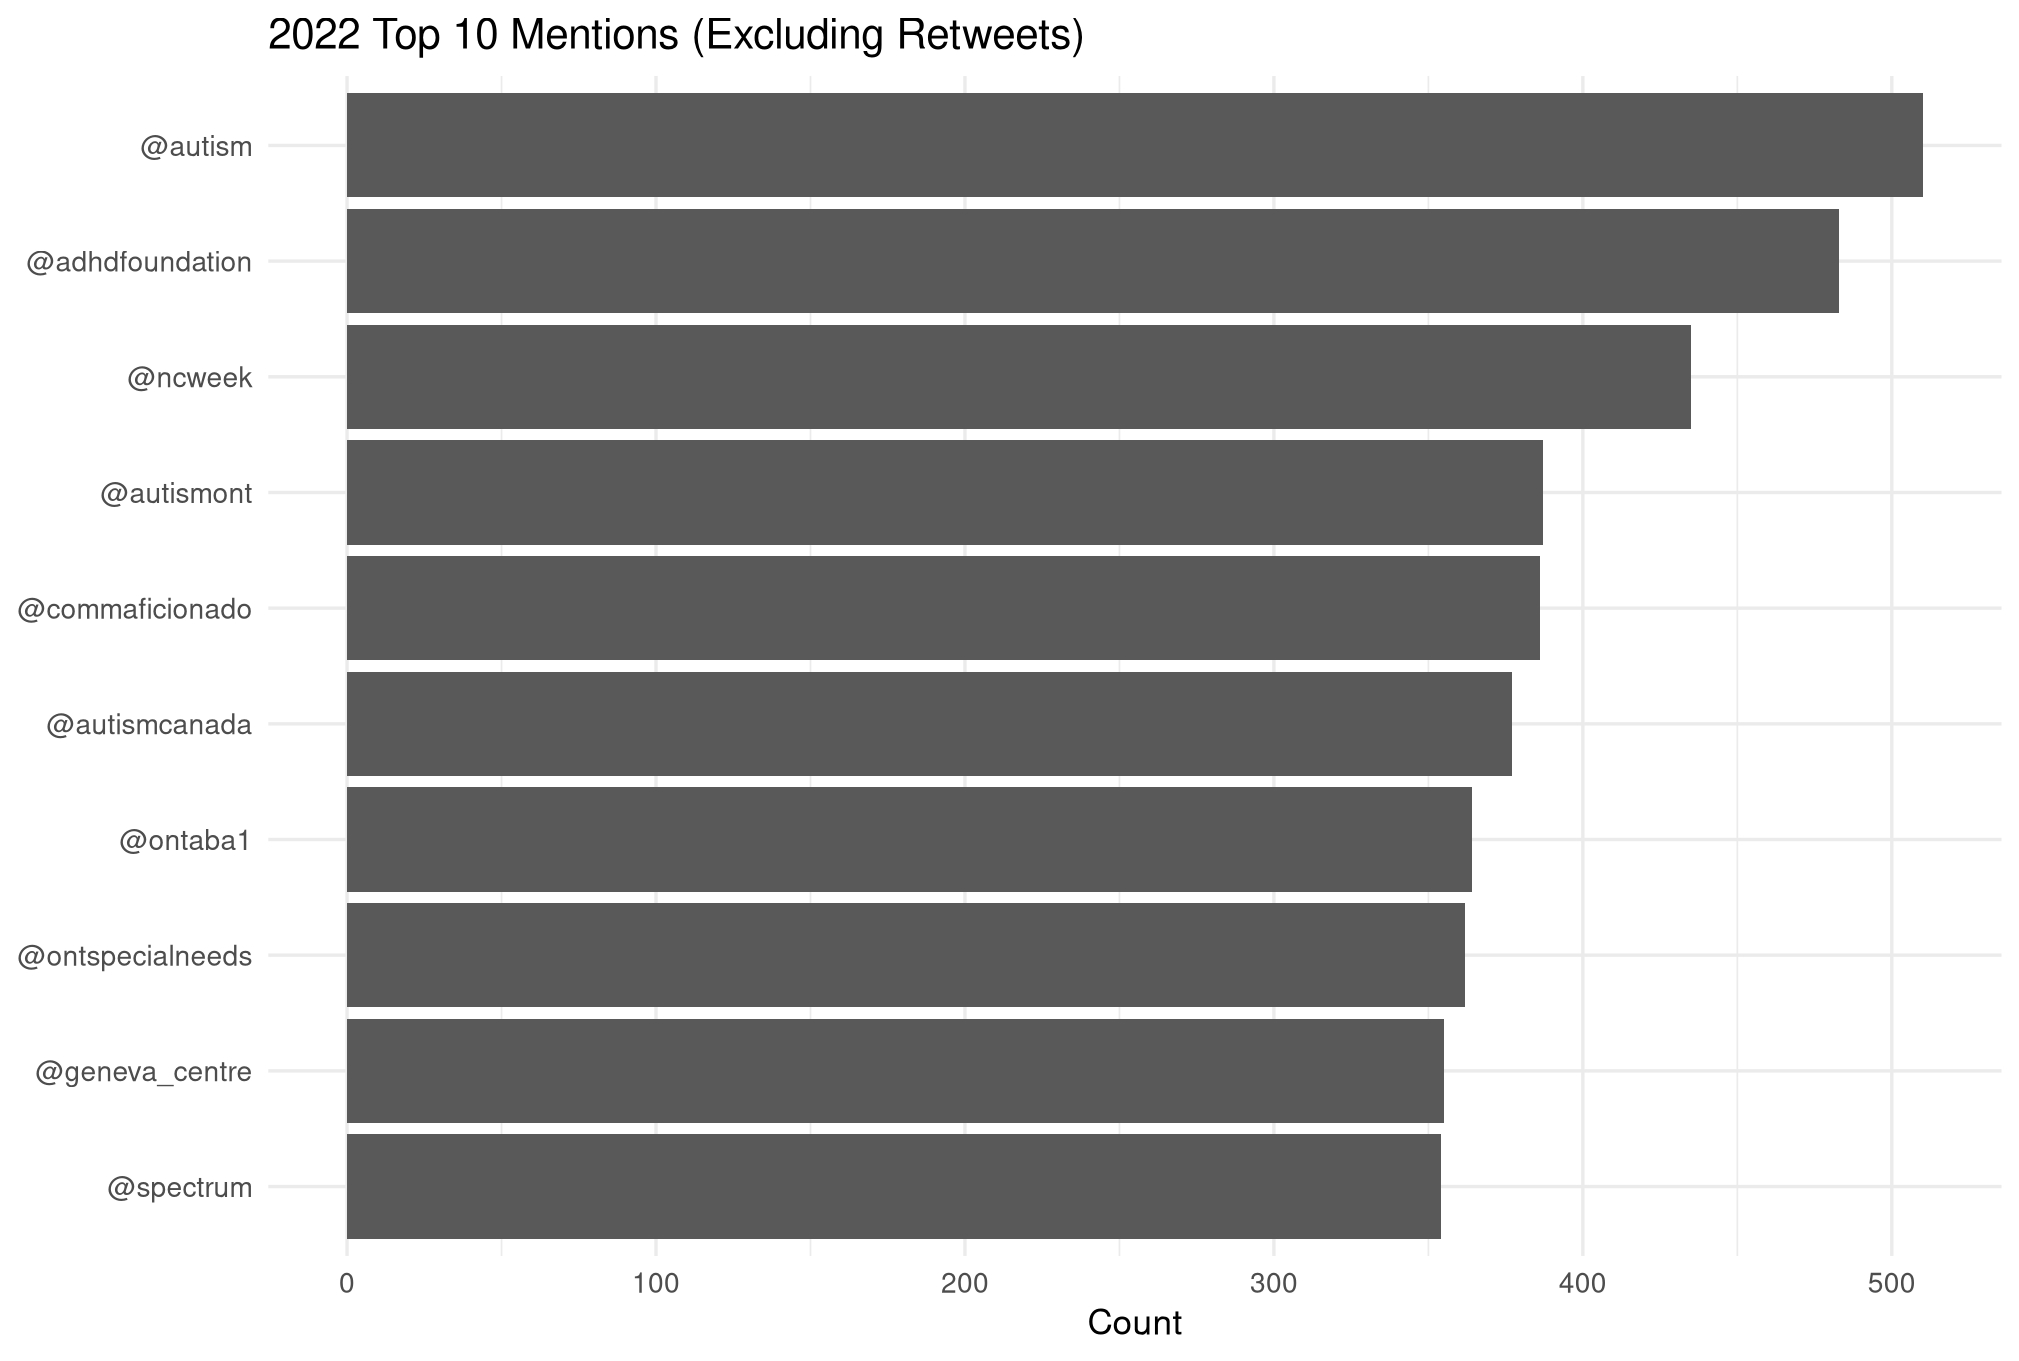 2022 Top 10 Mentions (Excluding Retweets)
@autism
@adhdfoundation
@ncweek
@autismont
@commaficionado
@autismcanada
@ontaba1
@ontspecialneeds
@geneva_centre
@spectrum
0 100 200 300 400 500
Count